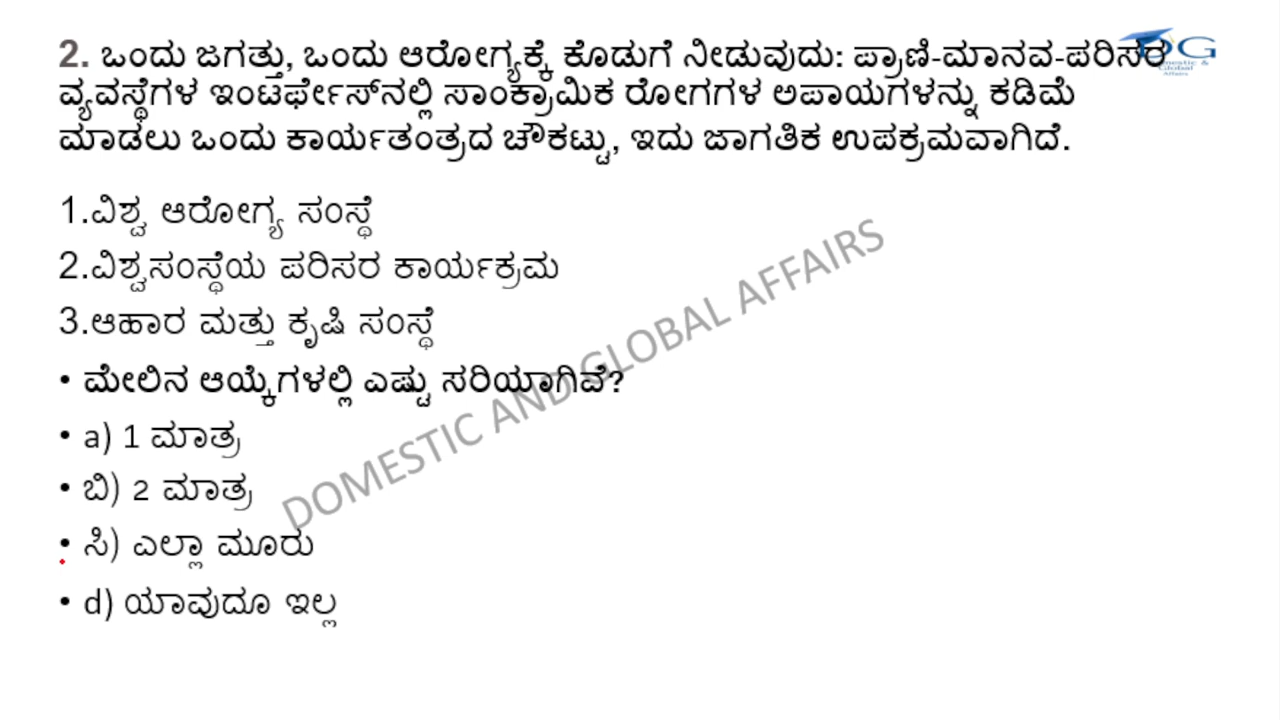 2. ಒಂದು ಜಗತ್ತು, ಒಂದು ಆರೋಗ್ಯಕ್ಕೆ ಕೊಡುಗೆ ನೀಡುವುದು: ಪ್ರಾಣಿ-ಮಾನವ-ಪರಿಸರ
ವ್ಯವಸ್ಥೆಗಳ ಇಂಟರ್ಫೇಸ್‌ನಲ್ಲಿ ಸಾಂಕ್ರಾಮಿಕ ರೋಗಗಳ ಅಪಾಯಗಳನ್ನು ಕಡಿಮೆ
ಮಾಡಲು ಒಂದು ಕಾರ್ಯತಂತ್ರದ ಚೌಕಟ್ಟು, ಇದು ಜಾಗತಿಕ ಉಪಕ್ರಮವಾಗಿದೆ.
1.ವಿಶ್ವ ಆರೋಗ್ಯ ಸಂಸ್ಥೆ
2.ವಿಶ್ವಸಂಸ್ಥೆಯ ಪರಿಸರ ಕಾರ್ಯಕ್ರಮ
3.ಆಹಾರ ಮತ್ತು ಕೃಷಿ ಸಂಸ್ಥೆ
• ಮೇಲಿನ ಆಯ್ಕೆಗಳಲ್ಲಿ ಎಷ್ಟು ಸರಿಯಾಗಿವೆ?
• a) 1 ಮಾತ್ರ
• ಬಿ) 2 ಮಾತ್ರ
• ಸಿ) ಎಲ್ಲಾ ಮೂರು
• d) ಯಾವುದೂ ಇಲ್ಲ
DOMESTIC AND GLOBAL AFFAIRS
Global
Affairs